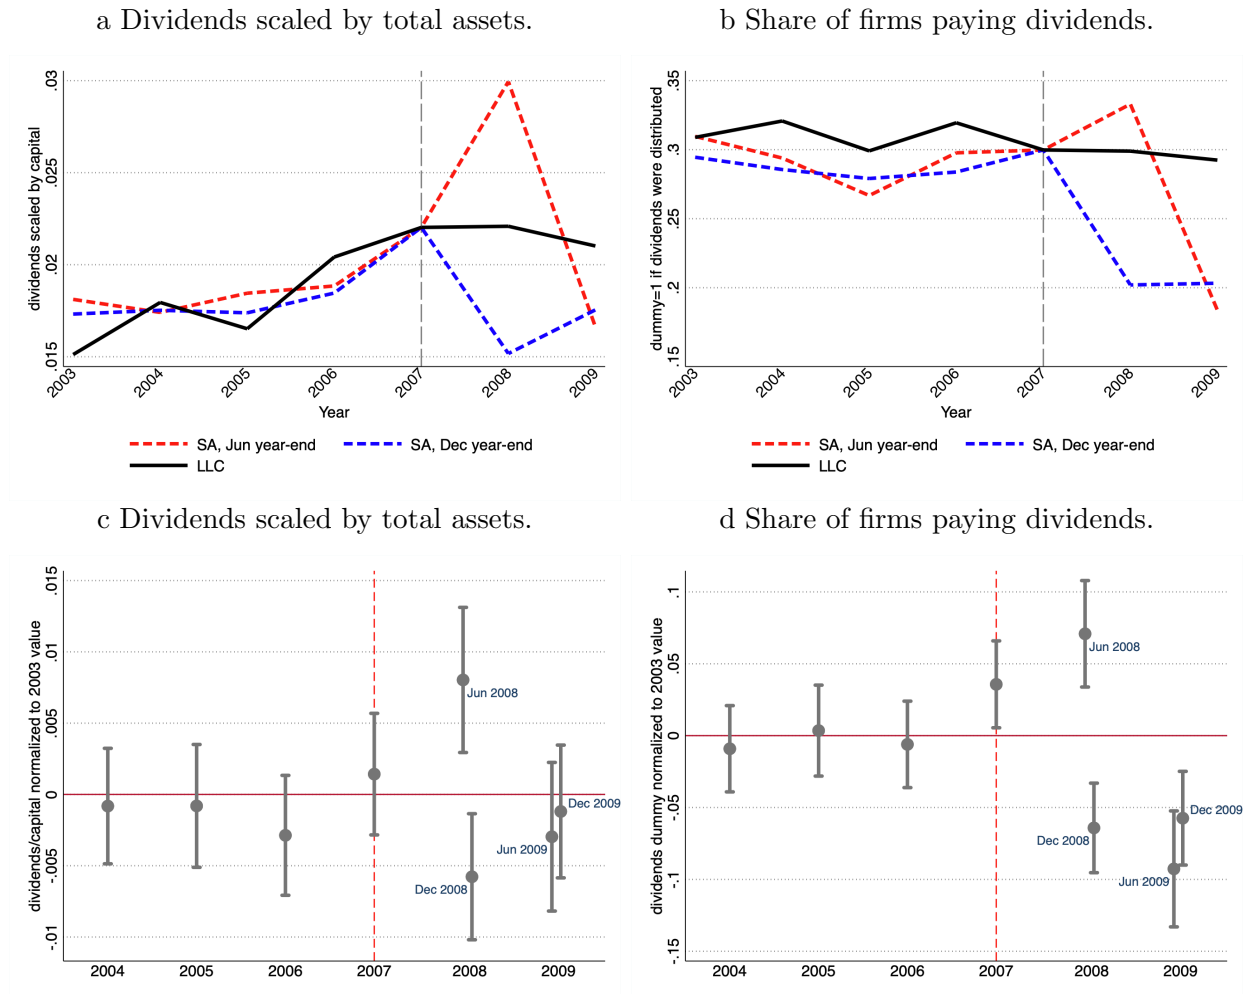 a Dividends scaled by total assets.
dividends scaled by capital
.03
.025
.02
.015
2003 2004 2005 2006 2007 2008 2009
Year
SA, Jun year-end SA, Dec year-end
LLC
b Share of firms paying dividends.
dummy=1 if dividends were distributed
.35
.3
.25
.2
.15
2003 2004 2005 2006 2007 2008 2009
Year
SA, Jun year-end SA, Dec year-end
LLC
c Dividends scaled by total assets.
dividends/capital normalized to 2003 value
.015
.01
.005
0
-.005
-.01
Jun 2008
Dec 2009
Jun 2009
Dec 2008
2004 2005 2006 2007 2008 2009
d Share of firms paying dividends.
dividends dummy normalized to 2003 value
.1
.05
0
-.05
-.1
-.15
Jun 2008
Dec 2009
Dec 2008
Jun 2009
2004 2005 2006 2007 2008 2009